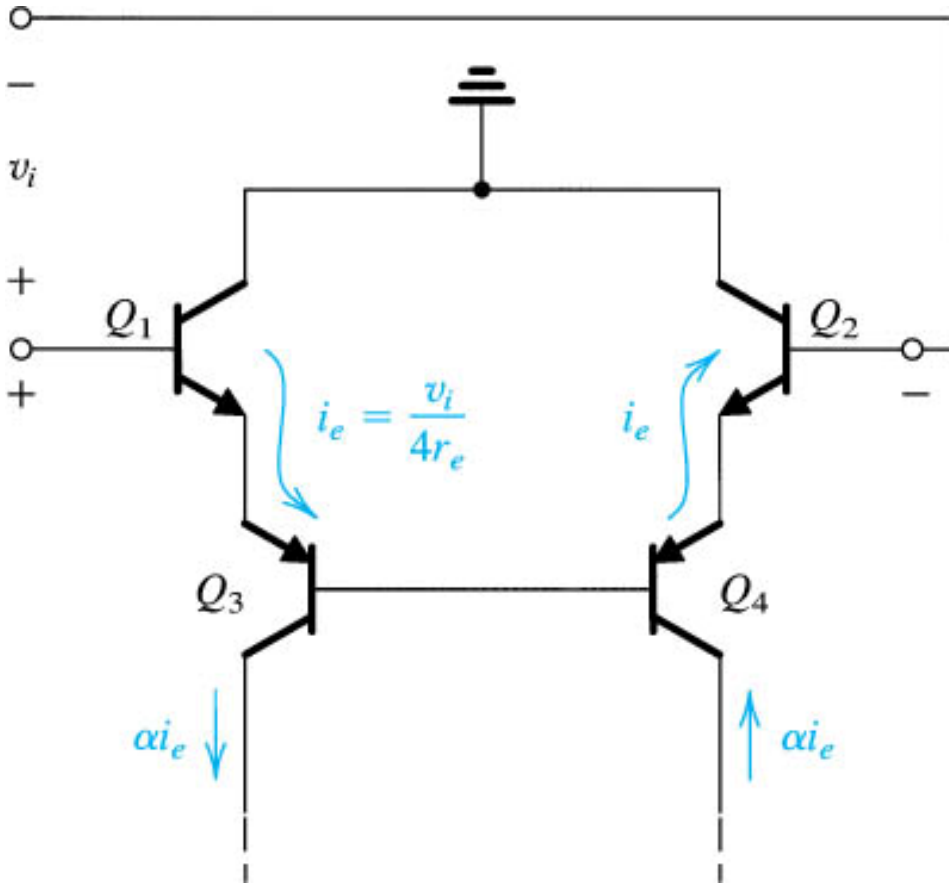 −
v_i
+
+
Q_1
Q_2
−
i_e = v_i / 4r_e
i_e
Q_3
Q_4
αi_e
αi_e